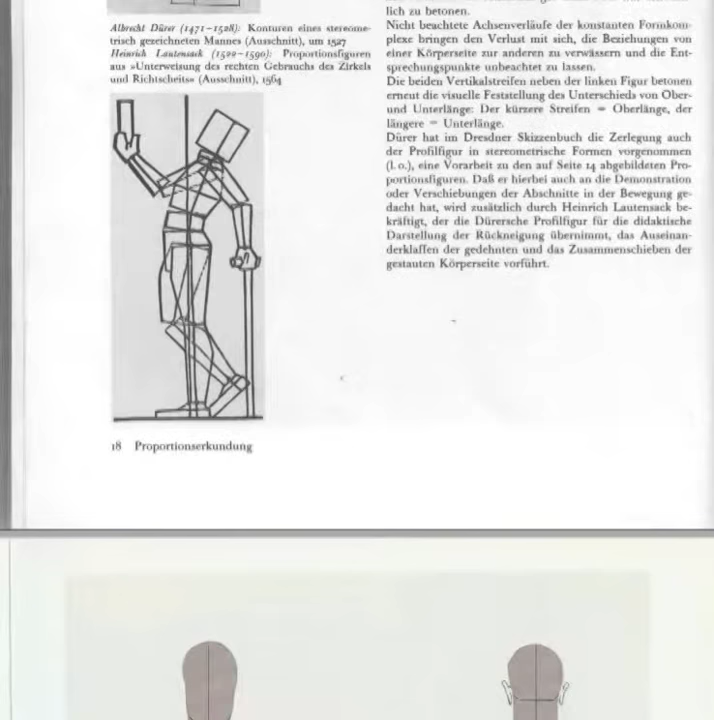 lich zu betonen.
Albrecht Dürer (1471–1528): Konturen eines stereome-
trisch gezeichneten Mannes (Ausschnitt), um 1527
Heinrich Lautensack (1522–1590): Proportionsfiguren
aus »Unterweisung des rechten Gebrauchs des Zirkels
und Richtscheits« (Ausschnitt), 1564
Nicht beachtete Achsenverläufe der konstanten Formkom-
plexe bringen den Verlust mit sich, die Beziehungen von
einer Körperseite zur anderen zu verwässern und die Ent-
sprechungspunkte unbeachtet zu lassen.
Die beiden Vertikalstreifen neben der linken Figur betonen
erneut die visuelle Feststellung des Unterschieds von Ober-
und Unterlänge: Der kürzere Streifen = Oberlänge, der
längere = Unterlänge.
Dürer hat im Dresdner Skizzenbuch die Zerlegung auch
der Profilfigur in stereometrische Formen vorgenommen
(l. o.), eine Vorarbeit zu den auf Seite 14 abgebildeten Pro-
portionsfiguren. Daß er hierbei auch an die Demonstration
oder Verschiebungen der Abschnitte in der Bewegung ge-
dacht hat, wird zusätzlich durch Heinrich Lautensack be-
kräftigt, der die Dürersche Profilfigur für die didaktische
Darstellung der Rückneigung übernimmt, das Auseinan-
derklaffen der gedehnten und das Zusammenschieben der
gestauten Körperseite vorführt.
18 Proportionserkundung